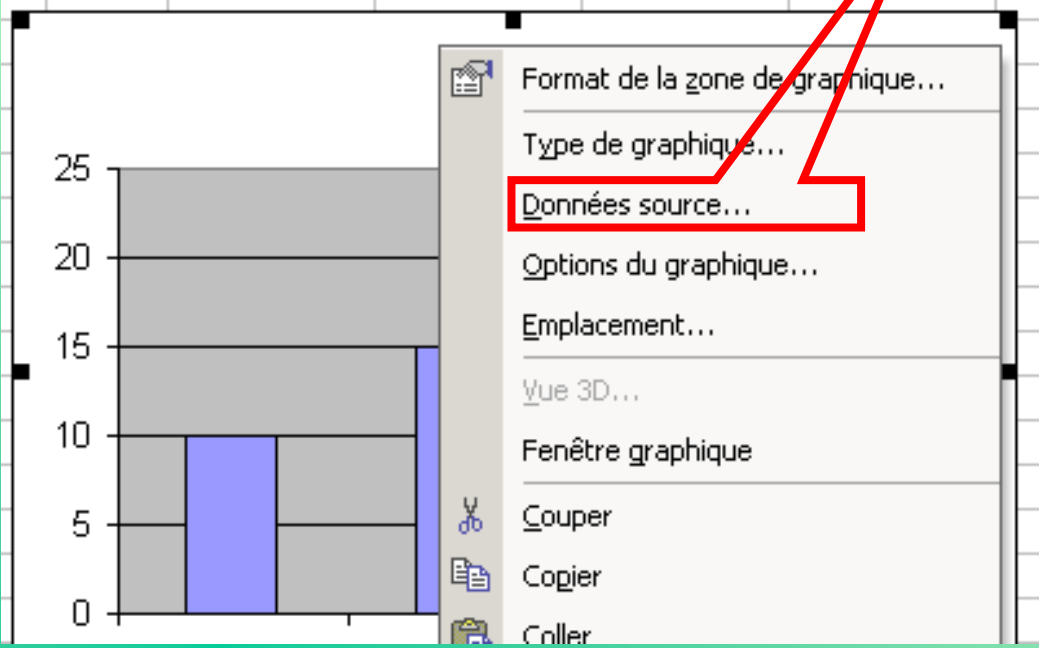 Format de la zone de graphique...
Type de graphique...
Données source...
Options du graphique...
Emplacement...
Vue 3D...
Fenêtre graphique
Couper
Copier
Coller
25
20
15
10
5
0